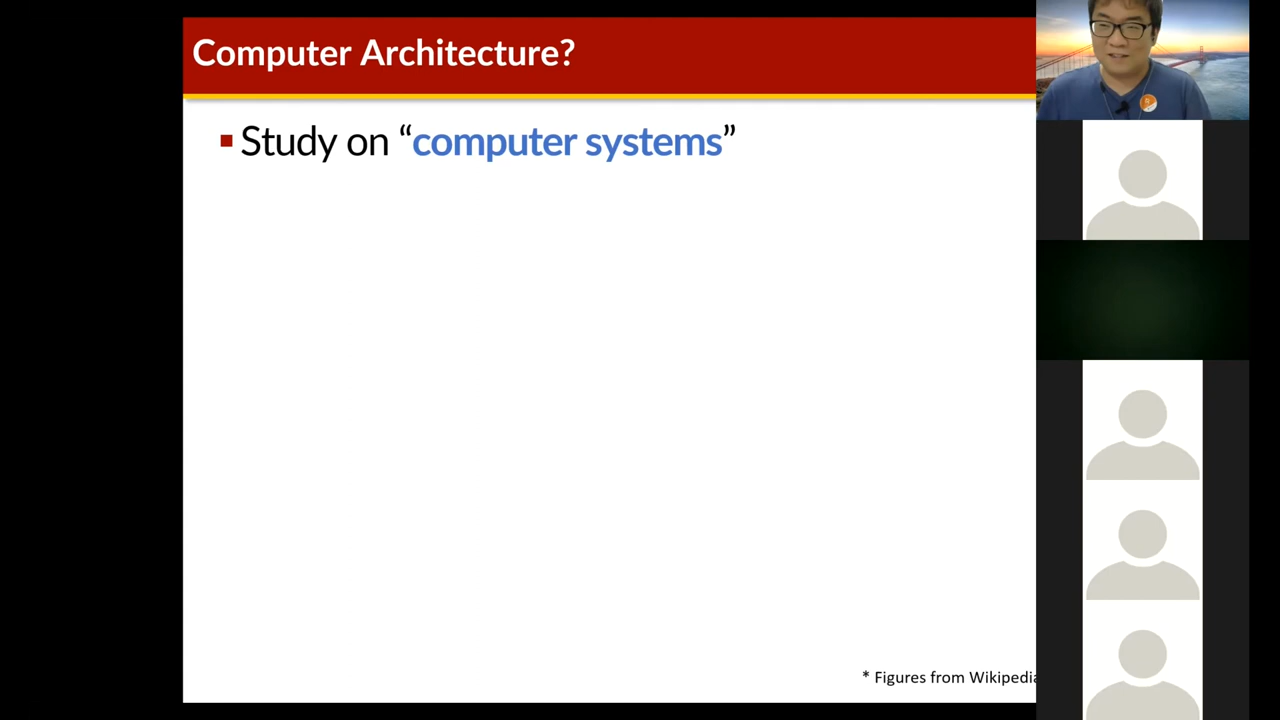 Computer Architecture?
Study on “computer systems”
* Figures from Wikipedia